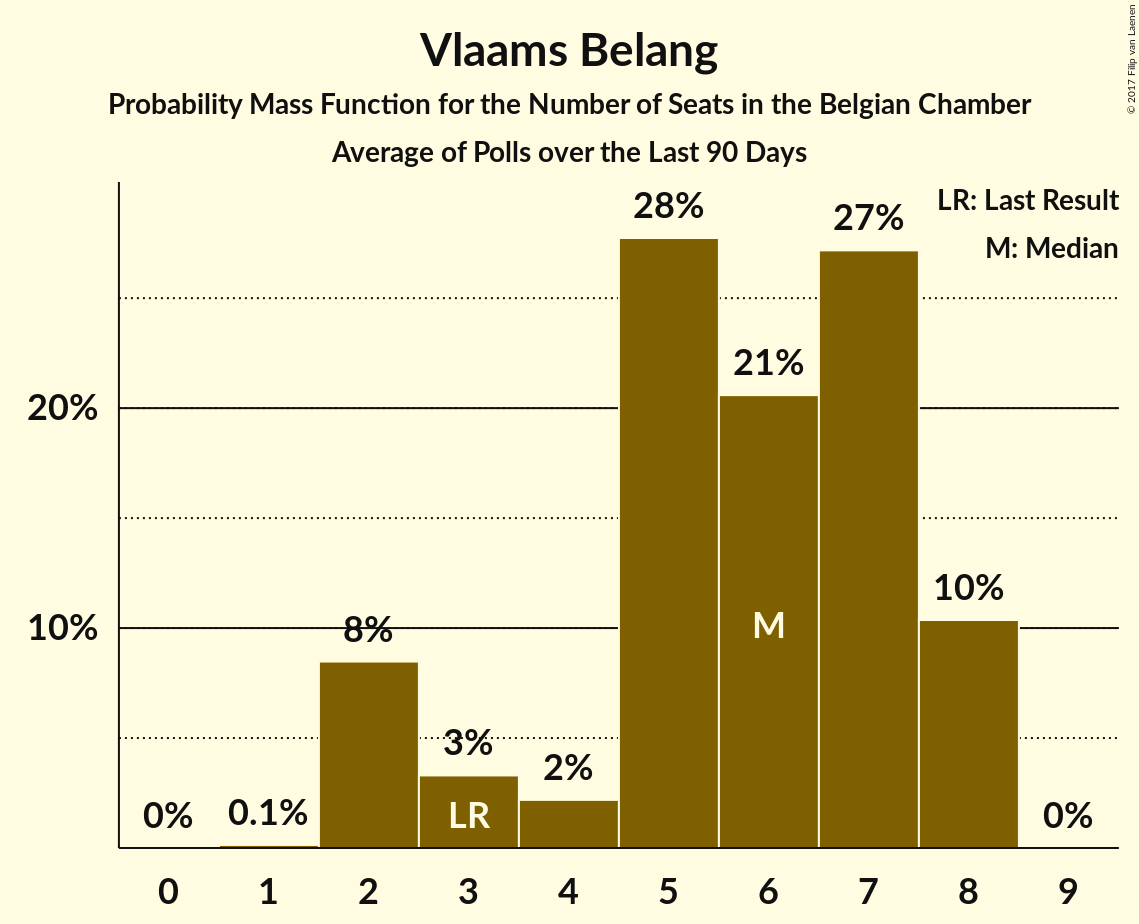 Vlaams Belang
Probability Mass Function for the Number of Seats in the Belgian Chamber
Average of Polls over the Last 90 Days
© 2017 Filip van Laenen
LR: Last Result
M: Median
28%
27%
21%
20%
10%
10%
8%
M
3%
2%
0%
0.1%
LR
0%
0 1 2 3 4 5 6 7 8 9